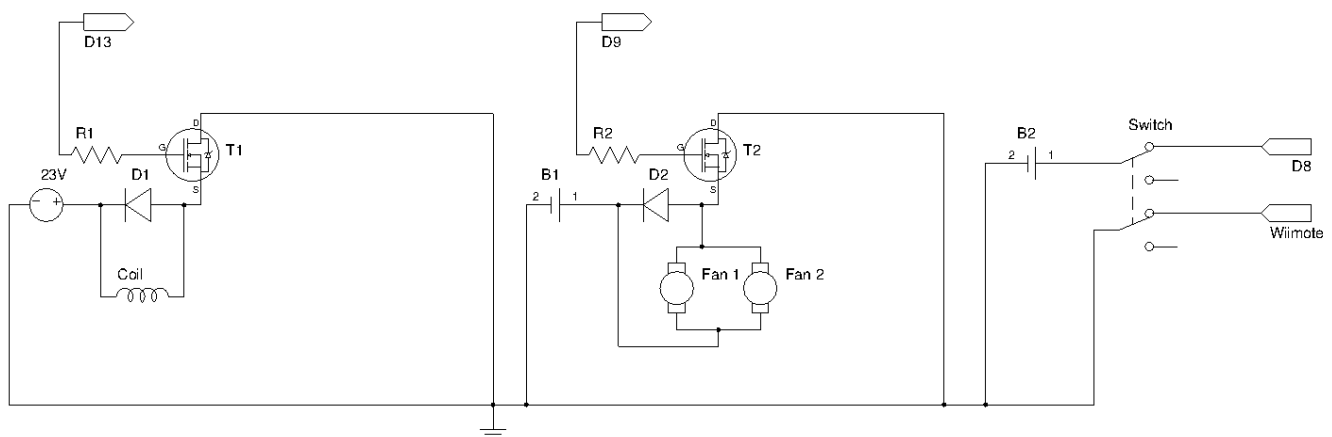 D13
D9
R1
D
G
T1
S
23V
D1
- +
Coil
R2
D
G
T2
S
B1
2
1
D2
Fan 1
Fan 2
B2
2
1
Switch
D8
Wiimote